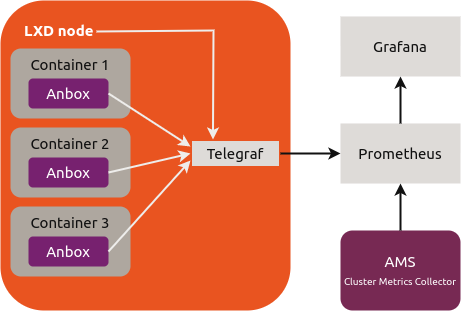 LXD node
Container 1
Anbox
Container 2
Anbox
Container 3
Anbox
Telegraf
Grafana
Prometheus
AMS
Cluster Metrics Collector